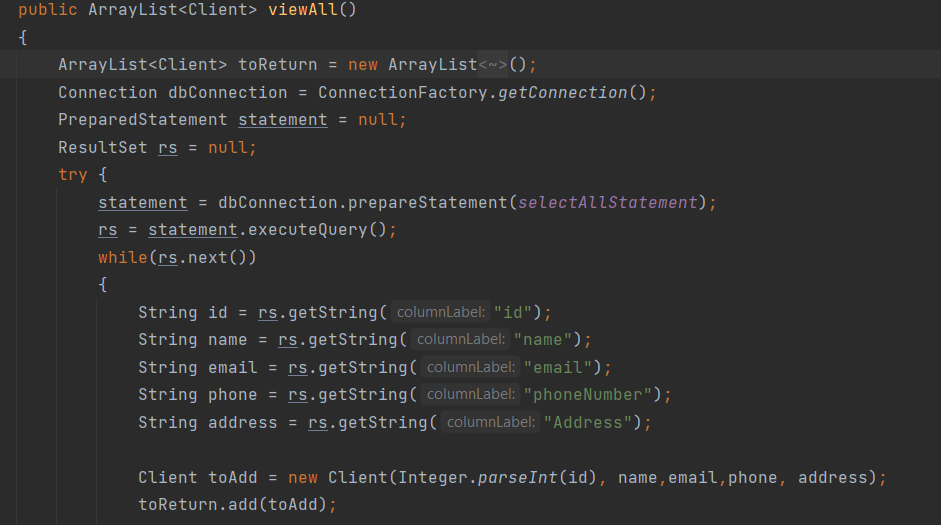 public ArrayList<Client> viewAll()
{
ArrayList<Client> toReturn = new ArrayList<~>();
Connection dbConnection = ConnectionFactory.getConnection();
PreparedStatement statement = null;
ResultSet rs = null;
try {
statement = dbConnection.prepareStatement(selectAllStatement);
rs = statement.executeQuery();
while(rs.next())
{
String id = rs.getString( columnLabel: "id");
String name = rs.getString( columnLabel: "name");
String email = rs.getString( columnLabel: "email");
String phone = rs.getString( columnLabel: "phoneNumber");
String address = rs.getString( columnLabel: "Address");
Client toAdd = new Client(Integer.parseInt(id), name,email,phone, address);
toReturn.add(toAdd);